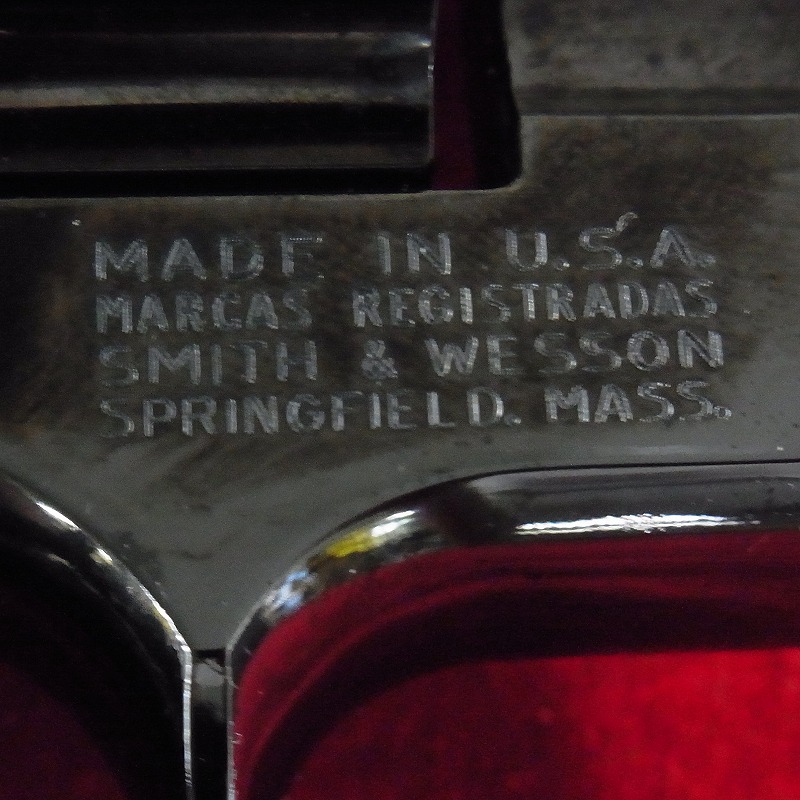 MADE IN U.S.A.
MARCAS REGISTRADAS
SMITH & WESSON
SPRINGFIELD. MASS.